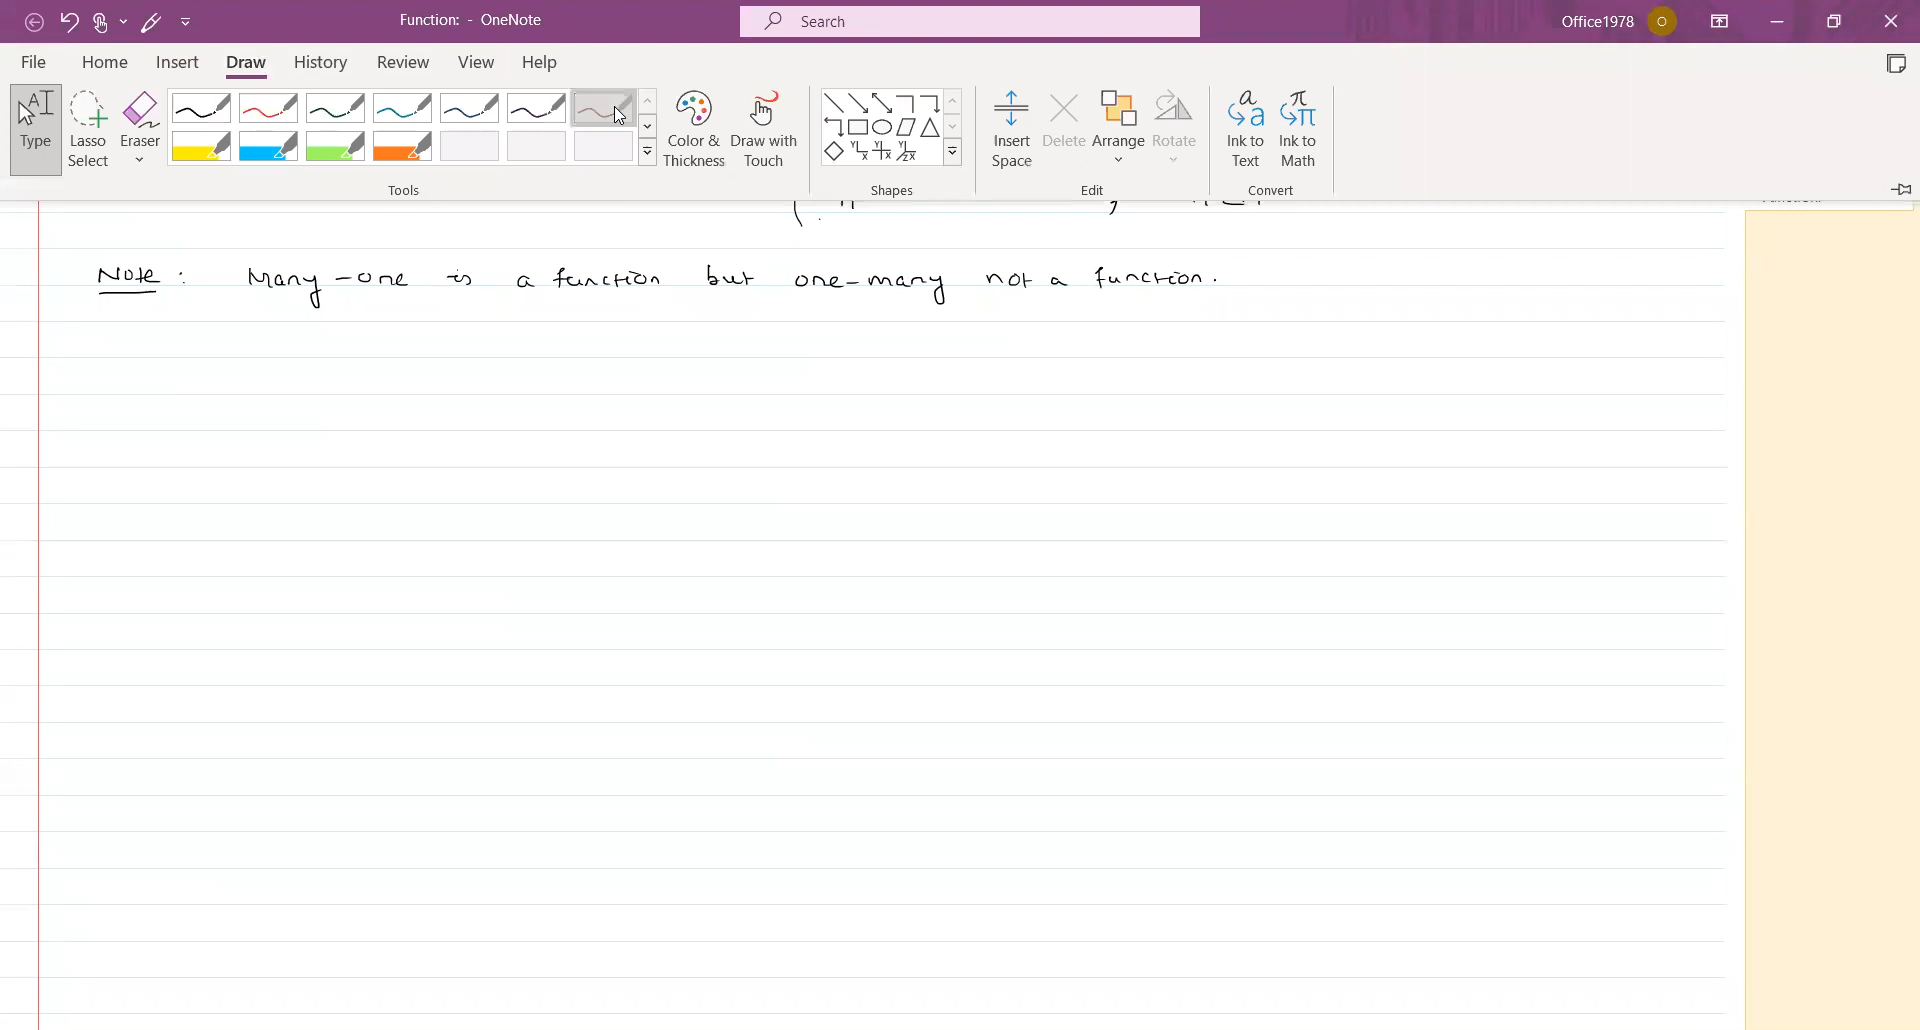 Function: - OneNote
Search
Office1978
O
File Home Insert Draw History Review View Help
Type
Lasso Select
Eraser
Color & Thickness
Draw with Touch
Insert Space
Delete
Arrange
Rotate
Ink to Text
Ink to Math
Tools
Shapes
Edit
Convert
Note : Many-one is a function but one-many not a function.